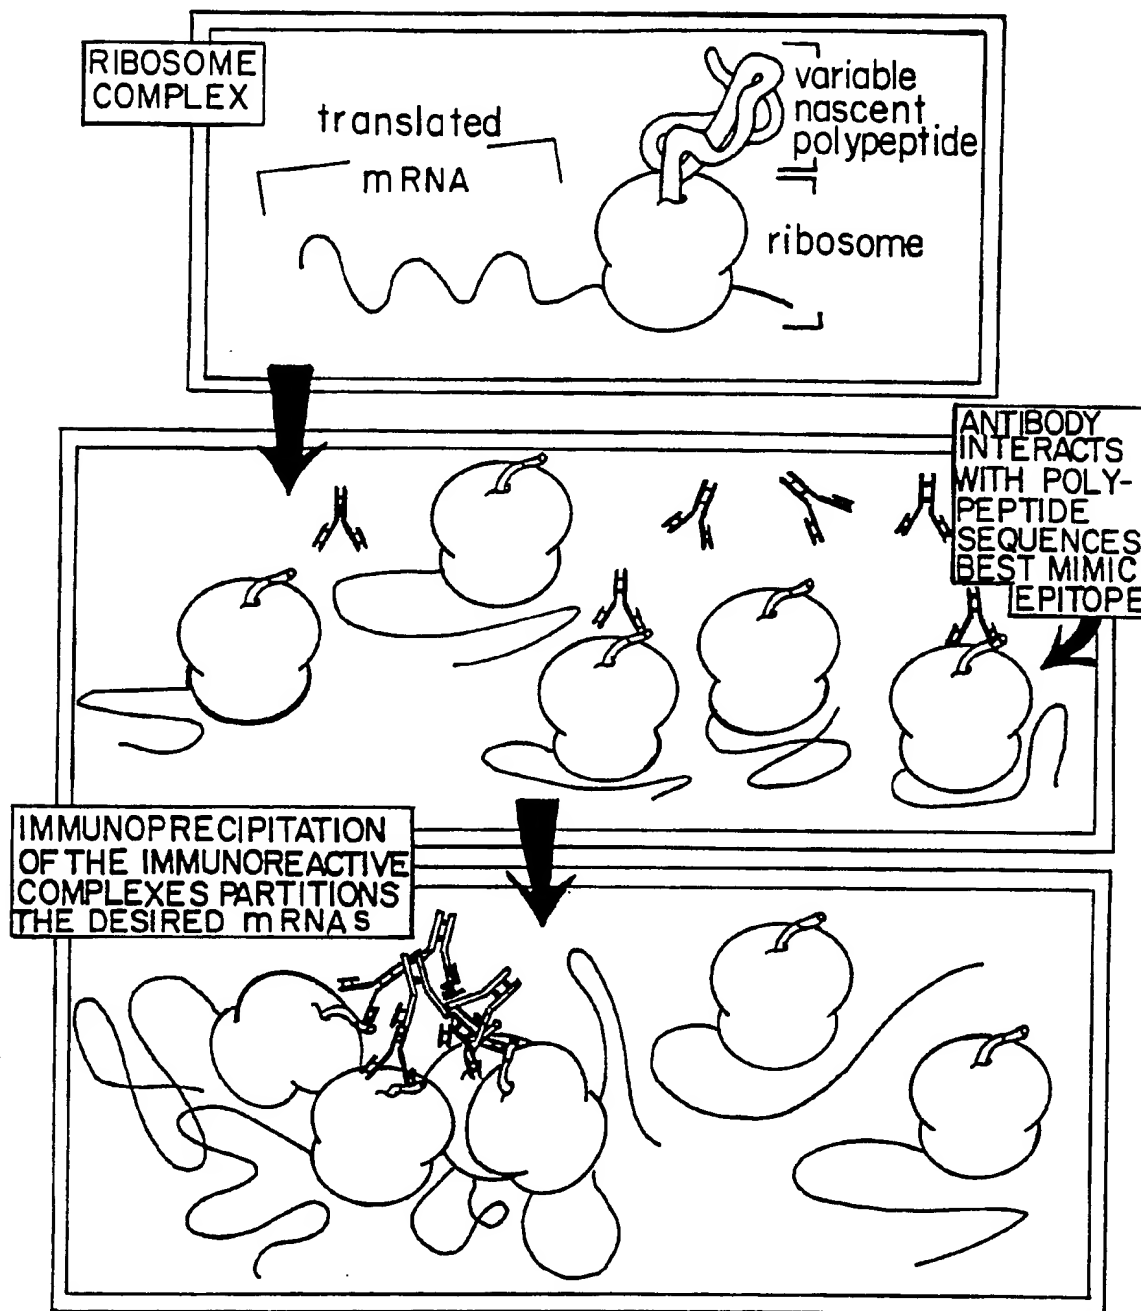 RIBOSOME
COMPLEX
translated
mRNA
variable
nascent
polypeptide
ribosome
ANTIBODY
INTERACTS
WITH POLY-
PEPTIDE
SEQUENCES
BEST MIMIC
EPITOPE
IMMUNOPRECIPITATION
OF THE IMMUNOREACTIVE
COMPLEXES PARTITIONS
THE DESIRED mRNAs